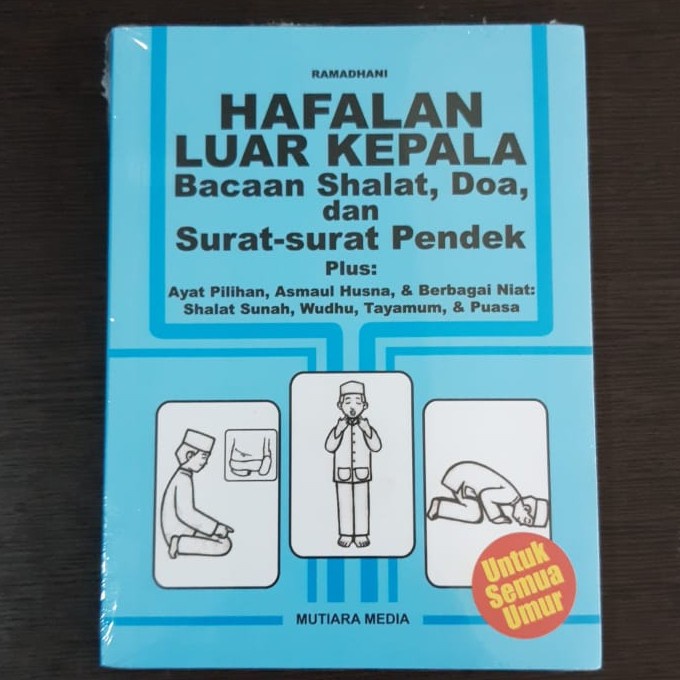 RAMADHANI
HAFALAN
LUAR KEPALA
Bacaan Shalat, Doa,
dan
Surat-surat Pendek
Plus:
Ayat Pilihan, Asmaul Husna, & Berbagai Niat:
Shalat Sunah, Wudhu, Tayamum, & Puasa
Untuk
Semua
Umur
MUTIARA MEDIA